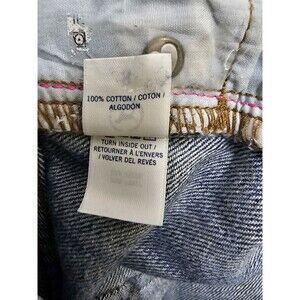 100% COTTON / COTON /
ALGODÓN
TURN INSIDE OUT /
RETOURNER À L'ENVERS
/ VOLVER DEL REVÉS